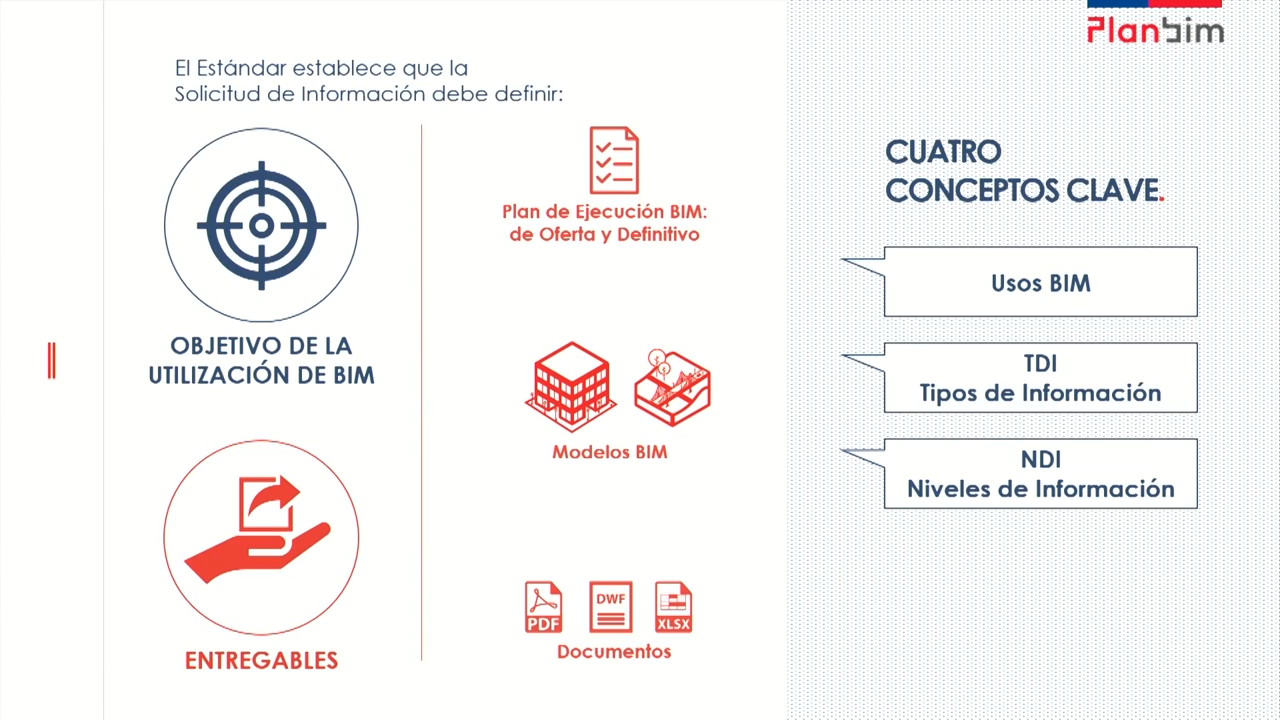 Planbim
El Estándar establece que la
Solicitud de Información debe definir:
OBJETIVO DE LA
UTILIZACIÓN DE BIM
ENTREGABLES
Plan de Ejecución BIM:
de Oferta y Definitivo
Modelos BIM
PDF
DWF
XLSX
Documentos
CUATRO
CONCEPTOS CLAVE.
Usos BIM
TDI
Tipos de Información
NDI
Niveles de Información